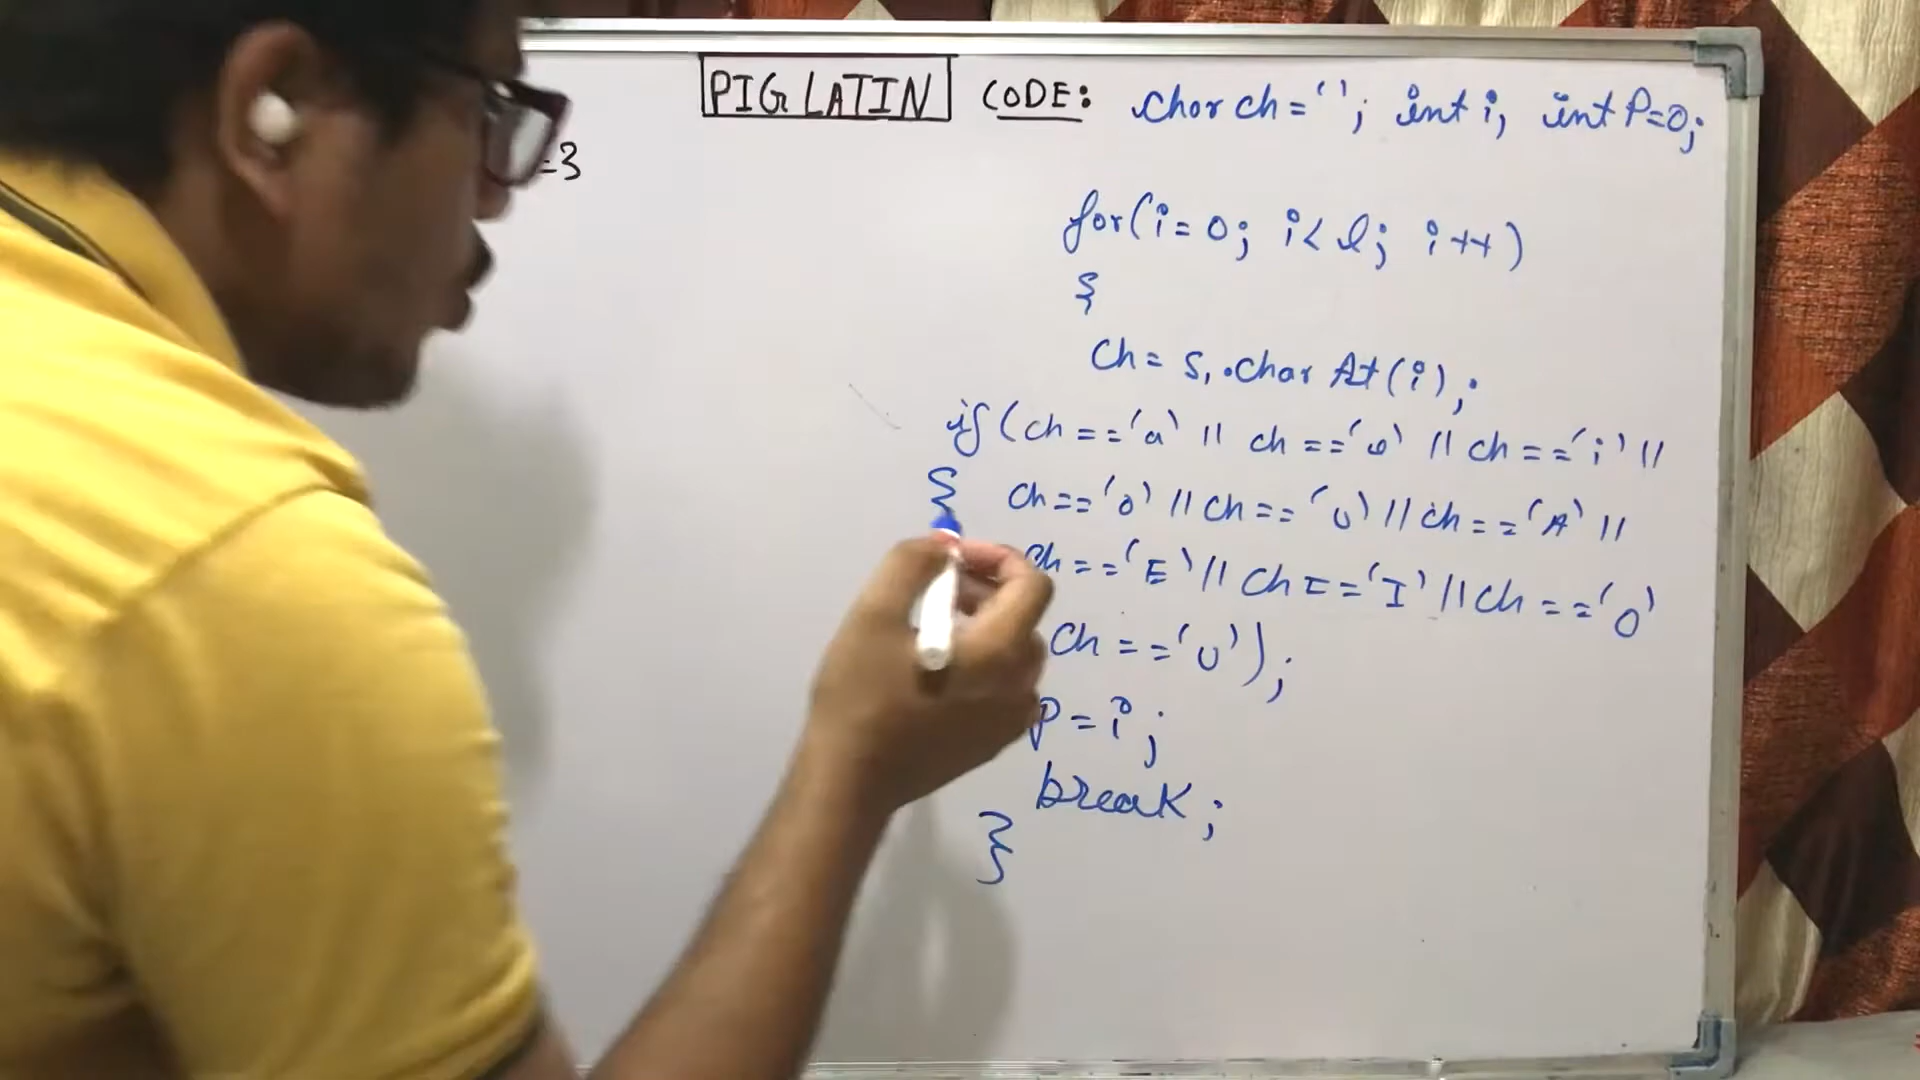 PIG LATIN CODE: char ch = ' '; int i, int P=0;
=3
for(i=0; i<l; i++)
{
ch = s1.charAt(i);
if(ch=='a' || ch=='e' || ch=='i' ||
{ ch=='o' || ch=='u' || ch=='A' ||
ch=='E' || ch=='I' || ch=='O'
ch=='U');
P=i;
break;
}